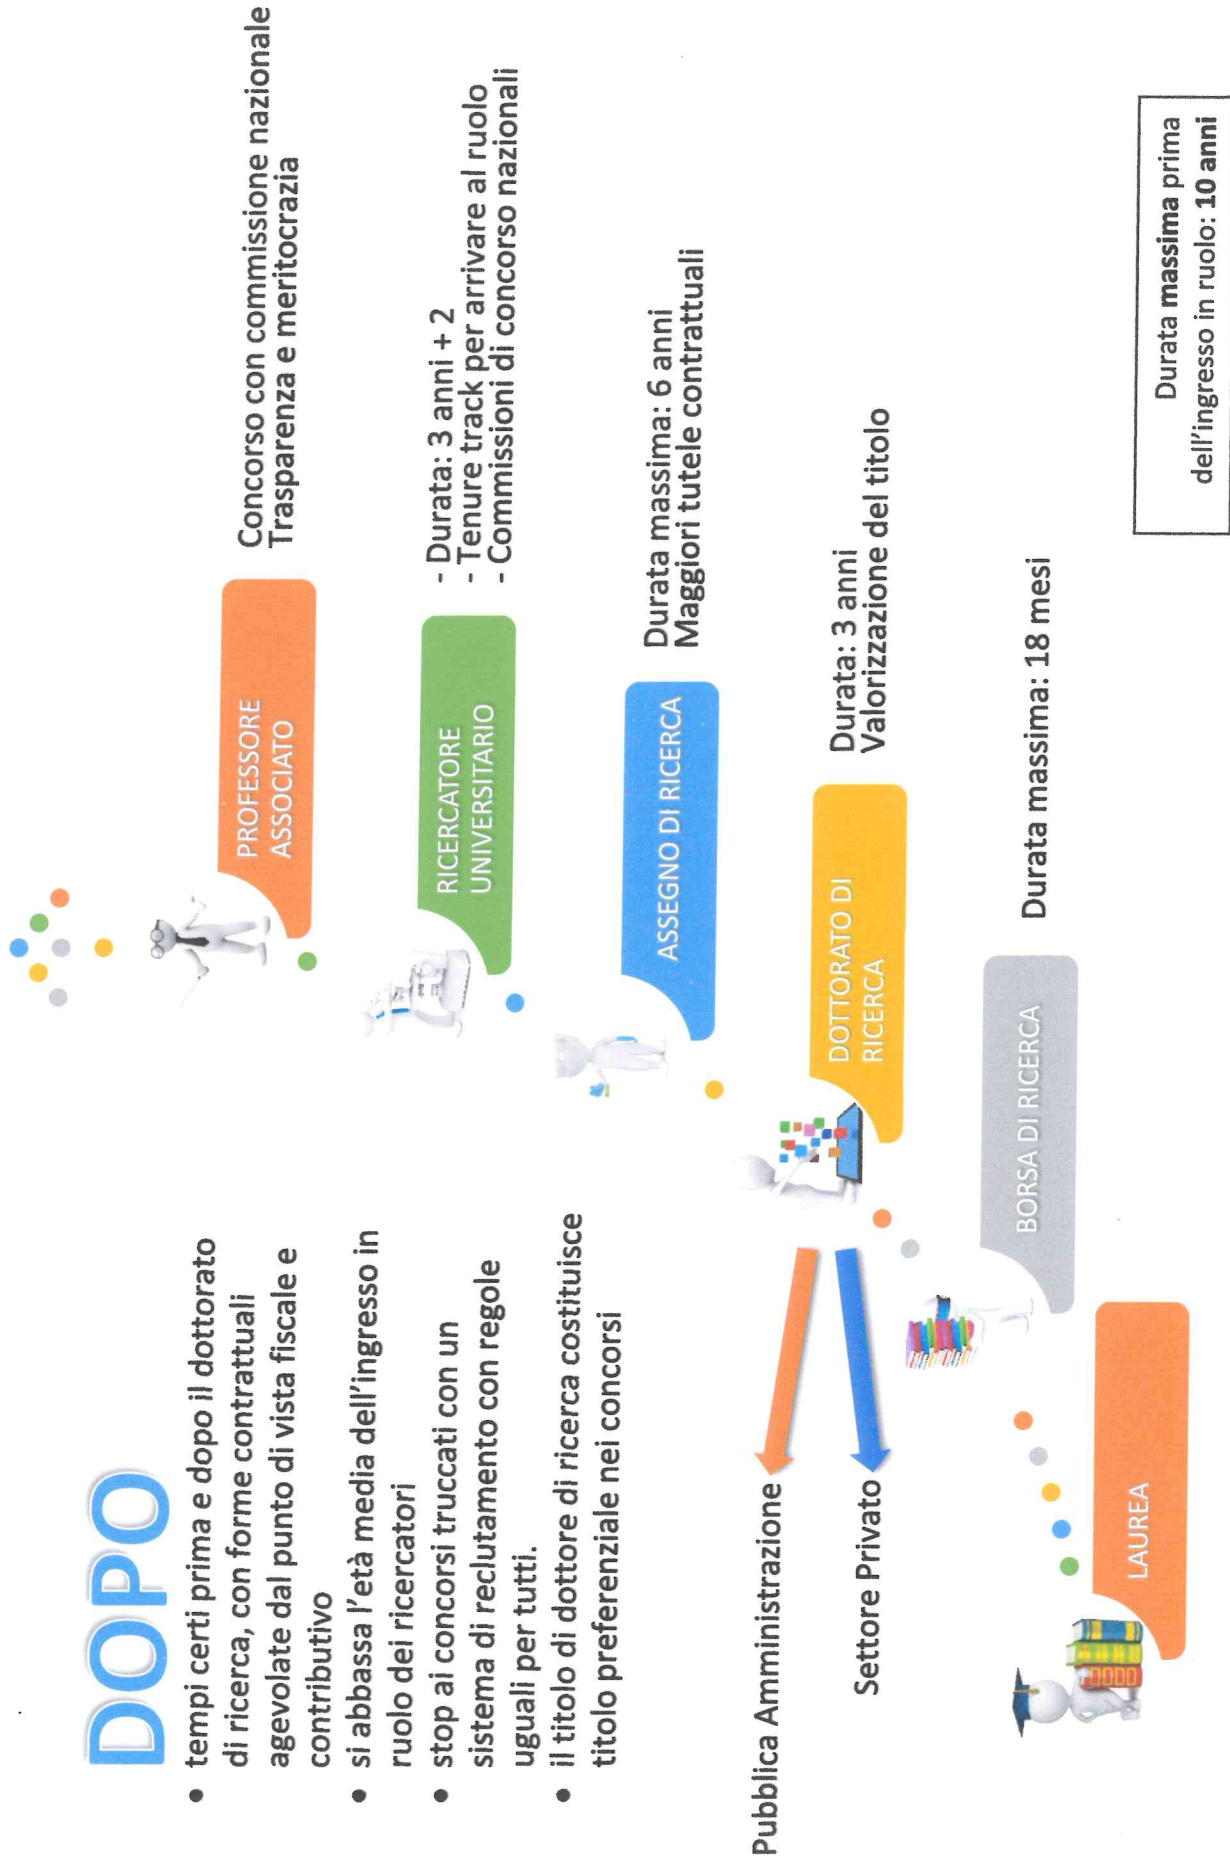 DOPO
• tempi certi prima e dopo il dottorato
di ricerca, con forme contrattuali
agevolate dal punto di vista fiscale e
contributivo
• si abbassa l'età media dell'ingresso in
ruolo dei ricercatori
• stop ai concorsi truccati con un
sistema di reclutamento con regole
uguali per tutti.
• il titolo di dottore di ricerca costituisce
titolo preferenziale nei concorsi
Pubblica Amministrazione
Settore Privato
PROFESSORE
ASSOCIATO
Concorso con commissione nazionale
Trasparenza e meritocrazia
RICERCATORE
UNIVERSITARIO
- Durata: 3 anni + 2
- Tenure track per arrivare al ruolo
- Commissioni di concorso nazionali
ASSEGNO DI RICERCA
Durata massima: 6 anni
Maggiori tutele contrattuali
DOTTORATO DI
RICERCA
Durata: 3 anni
Valorizzazione del titolo
BORSA DI RICERCA
Durata massima: 18 mesi
LAUREA
Durata massima prima
dell'ingresso in ruolo: 10 anni